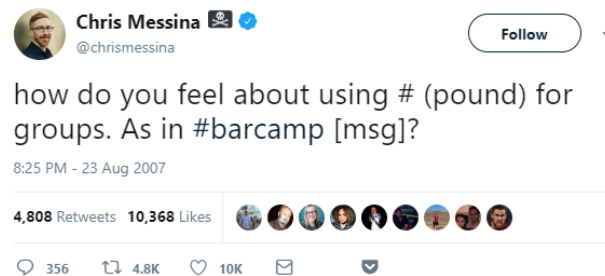 Chris Messina
@chrismessina
Follow
how do you feel about using # (pound) for
groups. As in #barcamp [msg]?
8:25 PM - 23 Aug 2007
4,808 Retweets 10,368 Likes
356 4.8K 10K